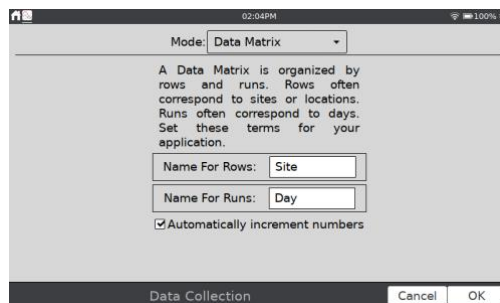 02:04PM 100%
Mode: Data Matrix
A Data Matrix is organized by
rows and runs. Rows often
correspond to sites or locations.
Runs often correspond to days.
Set these terms for your
application.
Name For Rows: Site
Name For Runs: Day
Automatically increment numbers
Data Collection Cancel OK